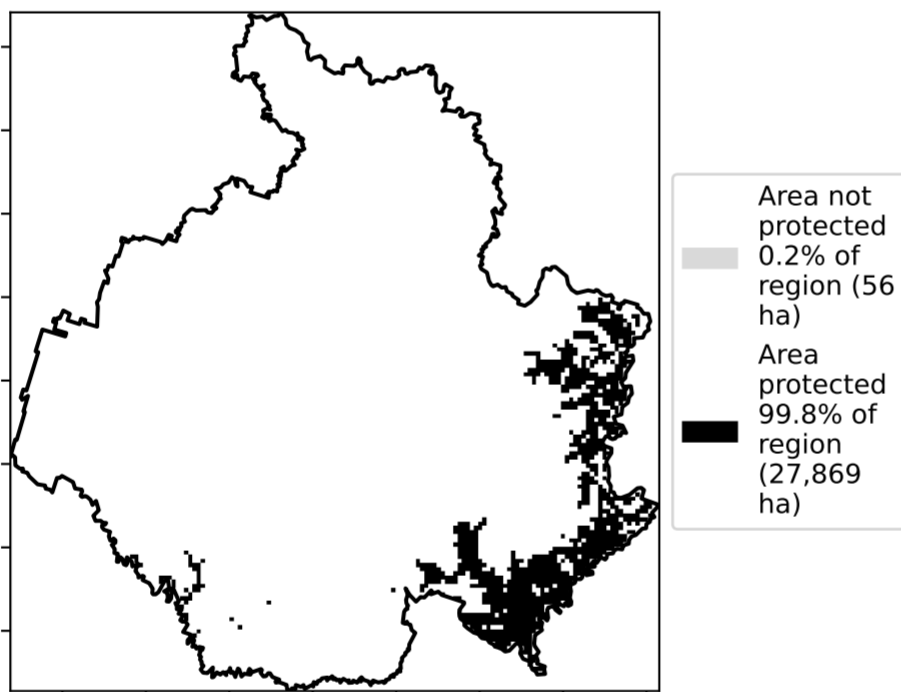 Area not
protected
0.2% of
region (56
ha)
Area
protected
99.8% of
region
(27,869
ha)